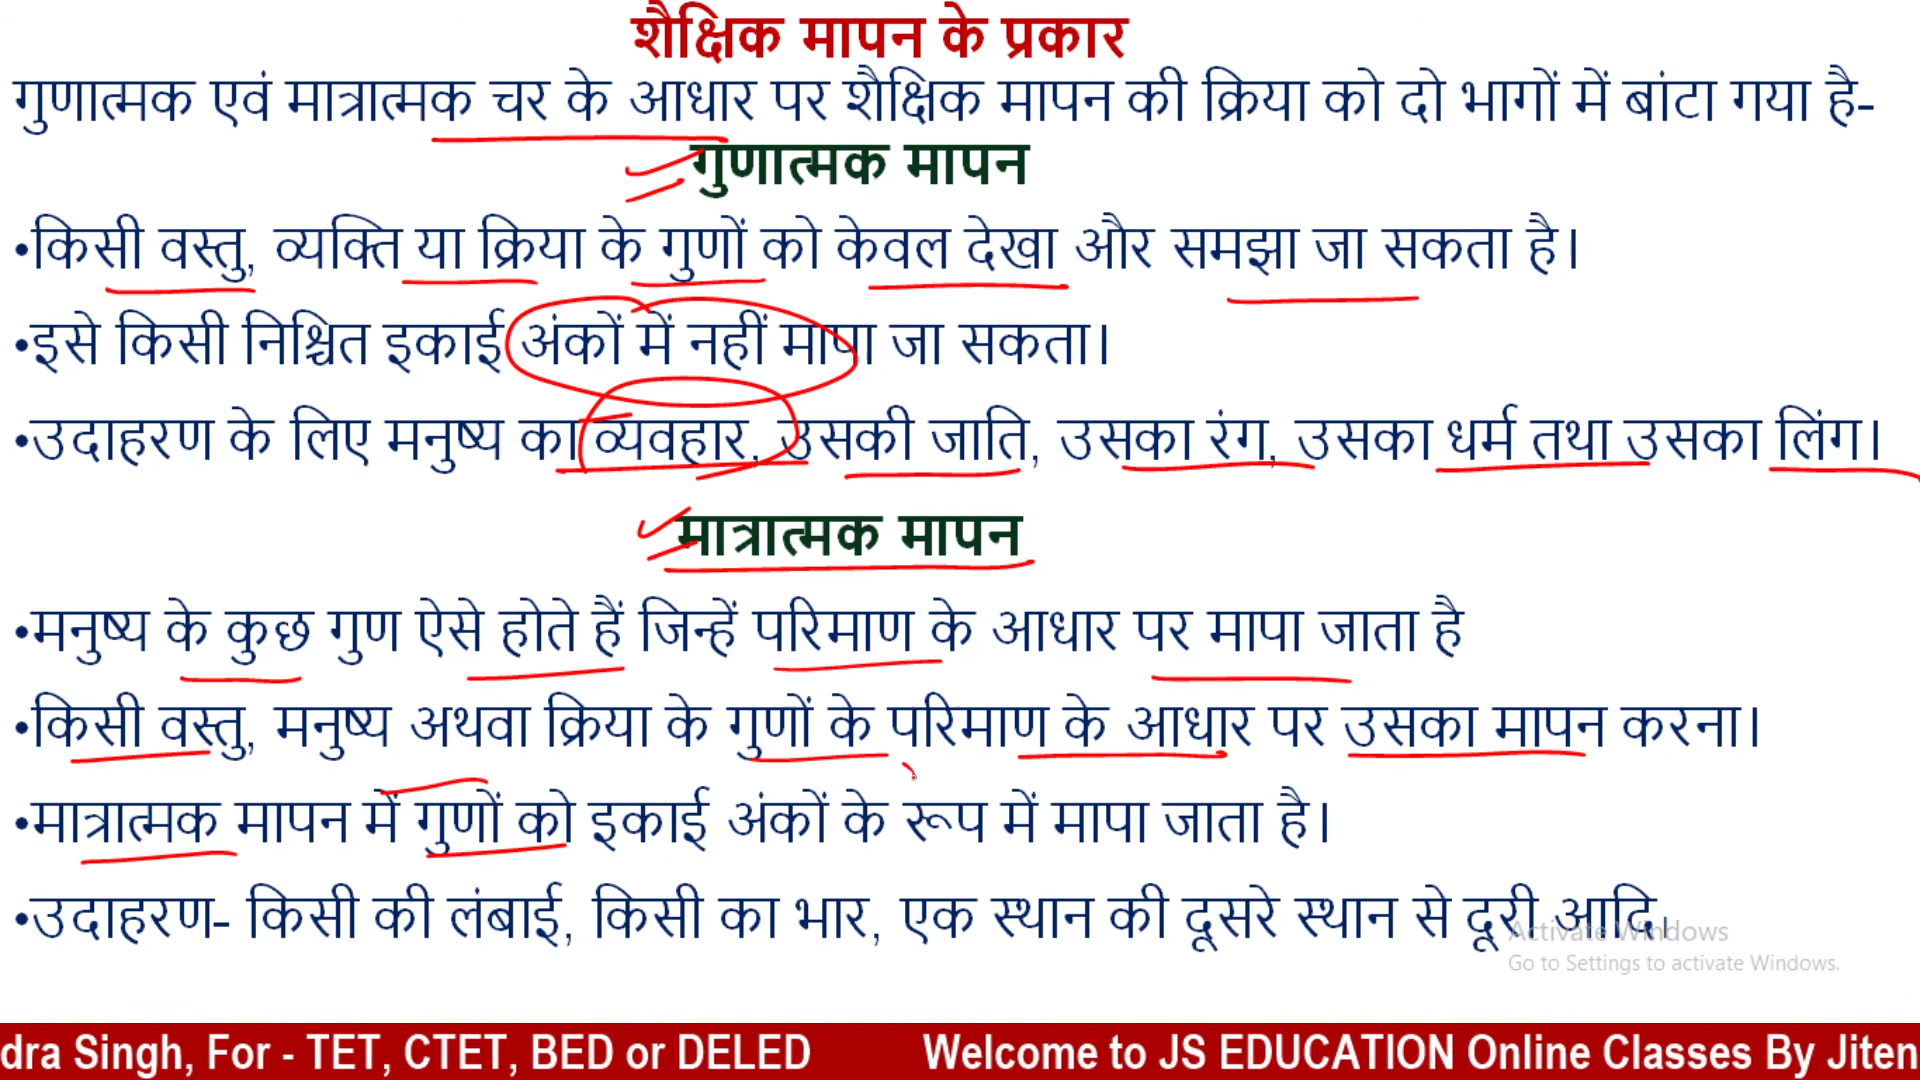 शैक्षिक मापन के प्रकार
गुणात्मक एवं मात्रात्मक चर के आधार पर शैक्षिक मापन की क्रिया को दो भागों में बांटा गया है-
गुणात्मक मापन
•किसी वस्तु, व्यक्ति या क्रिया के गुणों को केवल देखा और समझा जा सकता है।
•इसे किसी निश्चित इकाई अंकों में नहीं मापा जा सकता।
•उदाहरण के लिए मनुष्य का व्यवहार, उसकी जाति, उसका रंग, उसका धर्म तथा उसका लिंग।
मात्रात्मक मापन
•मनुष्य के कुछ गुण ऐसे होते हैं जिन्हें परिमाण के आधार पर मापा जाता है
•किसी वस्तु, मनुष्य अथवा क्रिया के गुणों के परिमाण के आधार पर उसका मापन करना।
•मात्रात्मक मापन में गुणों को इकाई अंकों के रूप में मापा जाता है।
•उदाहरण- किसी की लंबाई, किसी का भार, एक स्थान की दूसरे स्थान से दूरी आदि।
Activate Windows
Go to Settings to activate Windows.
dra Singh, For - TET, CTET, BED or DELED Welcome to JS EDUCATION Online Classes By Jiten